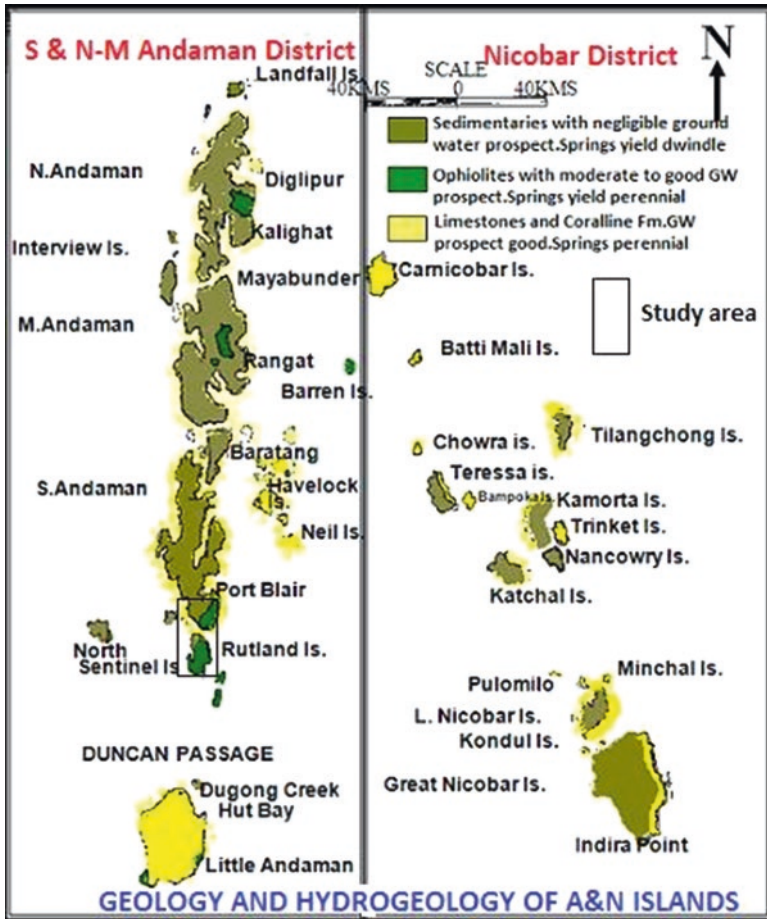 S & N-M Andaman District
Nicobar District
N
Landfall Is.
SCALE
40KMS 0 40KMS
Sedimentaries with negligible ground
water prospect.Springs yield dwindle
Ophiolites with moderate to good GW
prospect.Springs yield perennial
Limestones and Coralline Fm.GW
prospect good.Springs perennial
Study area
N.Andaman
Diglipur
Kalighat
Interview Is.
Mayabunder
M.Andaman
Rangat
Barren Is.
Baratang
S.Andaman
Havelock
Is.
Neil Is.
Port Blair
North
Sentinel Is
Rutland Is.
DUNCAN PASSAGE
Dugong Creek
Hut Bay
Little Andaman
Carnicobar Is.
Batti Mali Is.
Chowra is.
Tilangchong Is.
Teressa is.
Bampoka Is.
Kamorta Is.
Trinket Is.
Nancowry Is.
Katchal Is.
Minchal Is.
Pulomilo
L. Nicobar Is.
Kondul Is.
Great Nicobar Is.
Indira Point
GEOLOGY AND HYDROGEOLOGY OF A&N ISLANDS